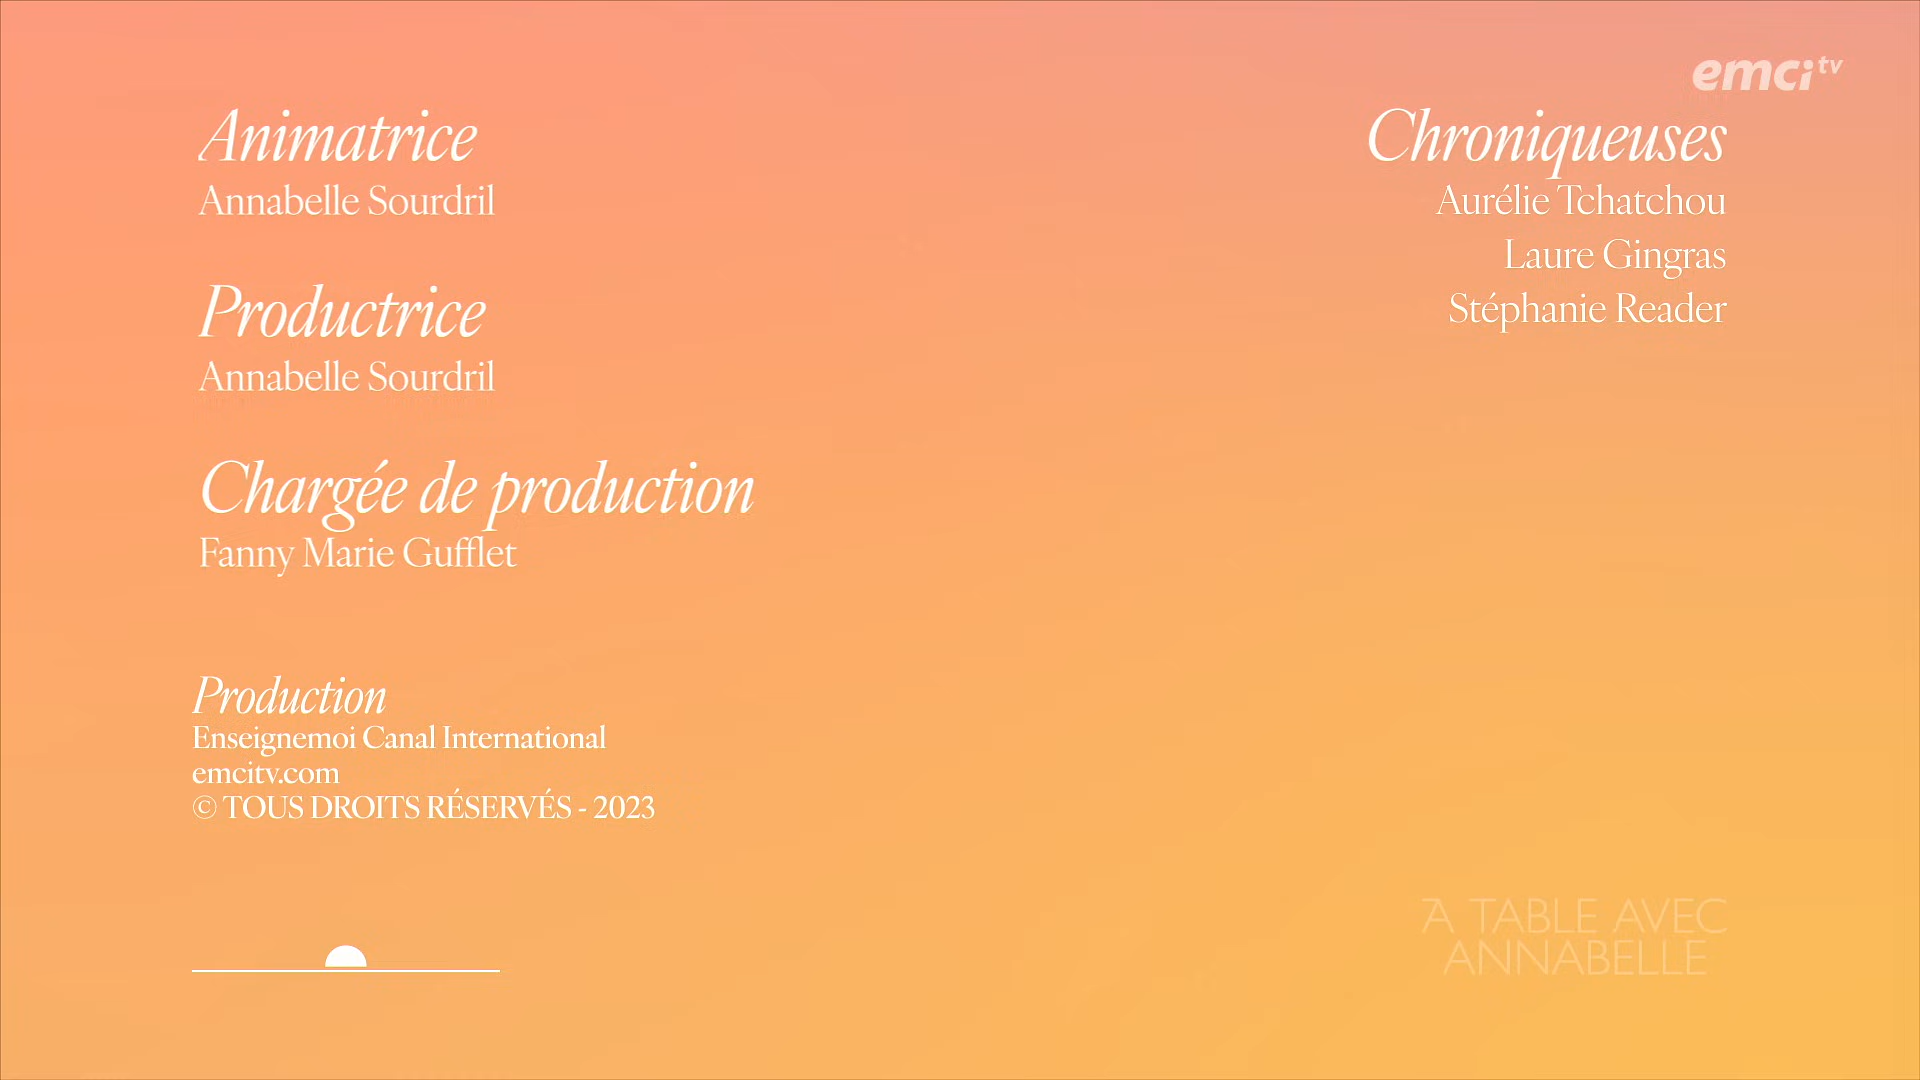 emci tv
Animatrice
Annabelle Sourdril
Productrice
Annabelle Sourdril
Chargée de production
Fanny Marie Gufflet
Production
Enseignemoi Canal International
emcitv.com
© TOUS DROITS RÉSERVÉS - 2023
Chroniqueuses
Aurélie Tchatchou
Laure Gingras
Stéphanie Reader
À TABLE AVEC
ANNABELLE